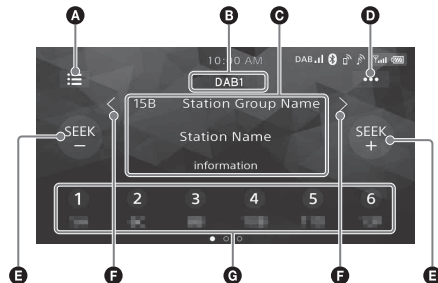 A B C D
10:00 AM DAB
DAB1
15B Station Group Name
SEEK
−
F
Station Name
F
SEEK
+
information
1 2 3 4 5 6
E F G F E